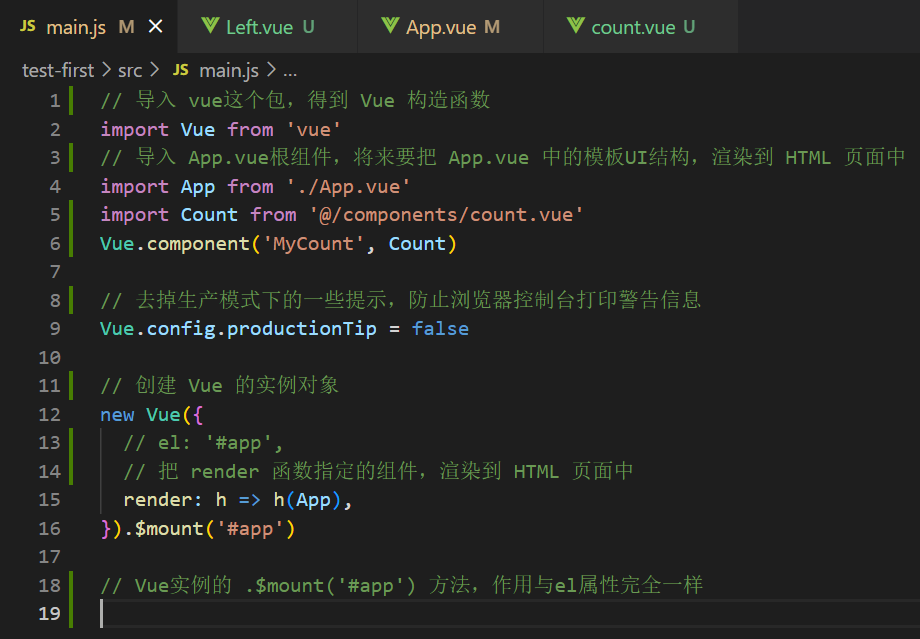 JS main.js M × Left.vue U App.vue M count.vue U
test-first > src > JS main.js > ...
1 // 导入 vue这个包，得到 Vue 构造函数
2 import Vue from 'vue'
3 // 导入 App.vue根组件，将来要把 App.vue 中的模板UI结构，渲染到 HTML 页面中
4 import App from './App.vue'
5 import Count from '@/components/count.vue'
6 Vue.component('MyCount', Count)
7
8 // 去掉生产模式下的一些提示，防止浏览器控制台打印警告信息
9 Vue.config.productionTip = false
10
11 // 创建 Vue 的实例对象
12 new Vue({
13 // el: '#app',
14 // 把 render 函数指定的组件，渲染到 HTML 页面中
15 render: h => h(App),
16 }).$mount('#app')
17
18 // Vue实例的 .$mount('#app') 方法，作用与el属性完全一样
19